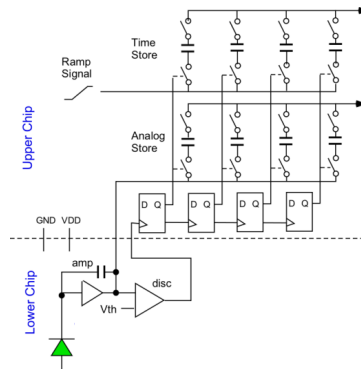 Time
Store
Ramp
Signal
Upper Chip
Analog
Store
D Q
D Q
D Q
D Q
GND VDD
amp
disc
Lower Chip
Vth